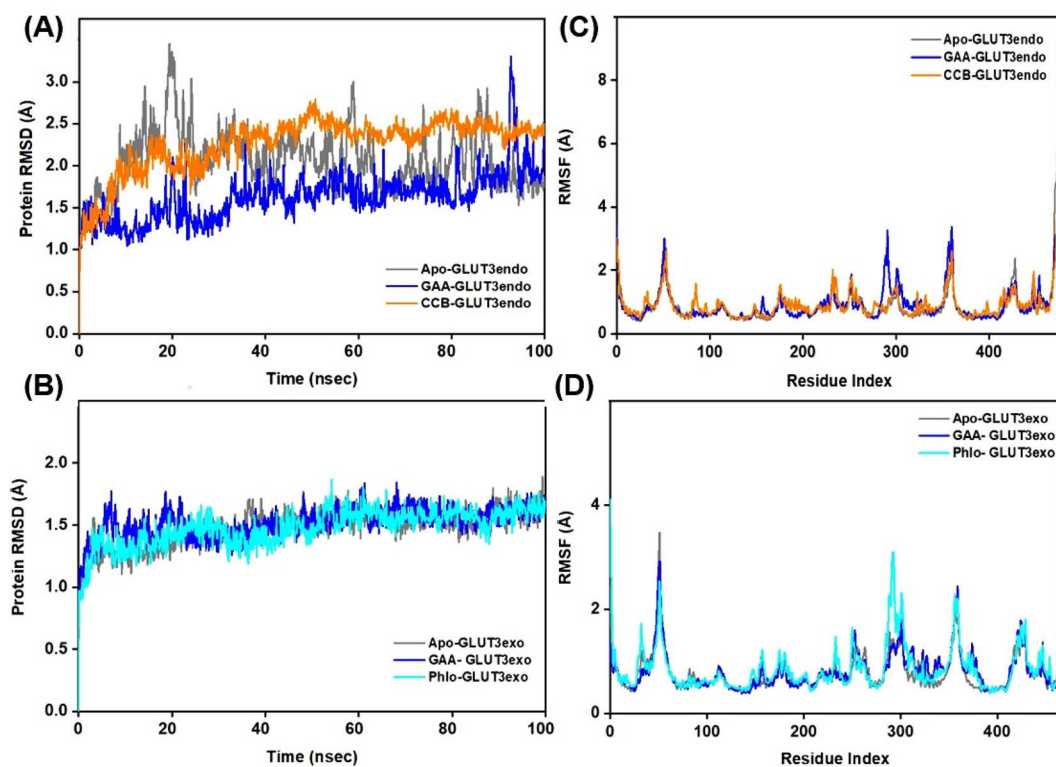 (A)
Protein RMSD (Å)
3.5
3.0
2.5
2.0
1.5
1.0
0.5
0.0
0
20
40
60
80
100
Time (nsec)
Apo-GLUT3endo
GAA-GLUT3endo
CCB-GLUT3endo
(C)
RMSF (Å)
8
6
4
2
0
0
100
200
300
400
Residue Index
Apo-GLUT3endo
GAA-GLUT3endo
CCB-GLUT3endo
(B)
Protein RMSD (Å)
2.0
1.5
1.0
0.5
0.0
0
20
40
60
80
100
Time (nsec)
Apo-GLUT3exo
GAA- GLUT3exo
Phlo-GLUT3exo
(D)
RMSF (Å)
6
4
2
0
0
100
200
300
400
Residue Index
Apo-GLUT3exo
GAA- GLUT3exo
Phlo- GLUT3exo